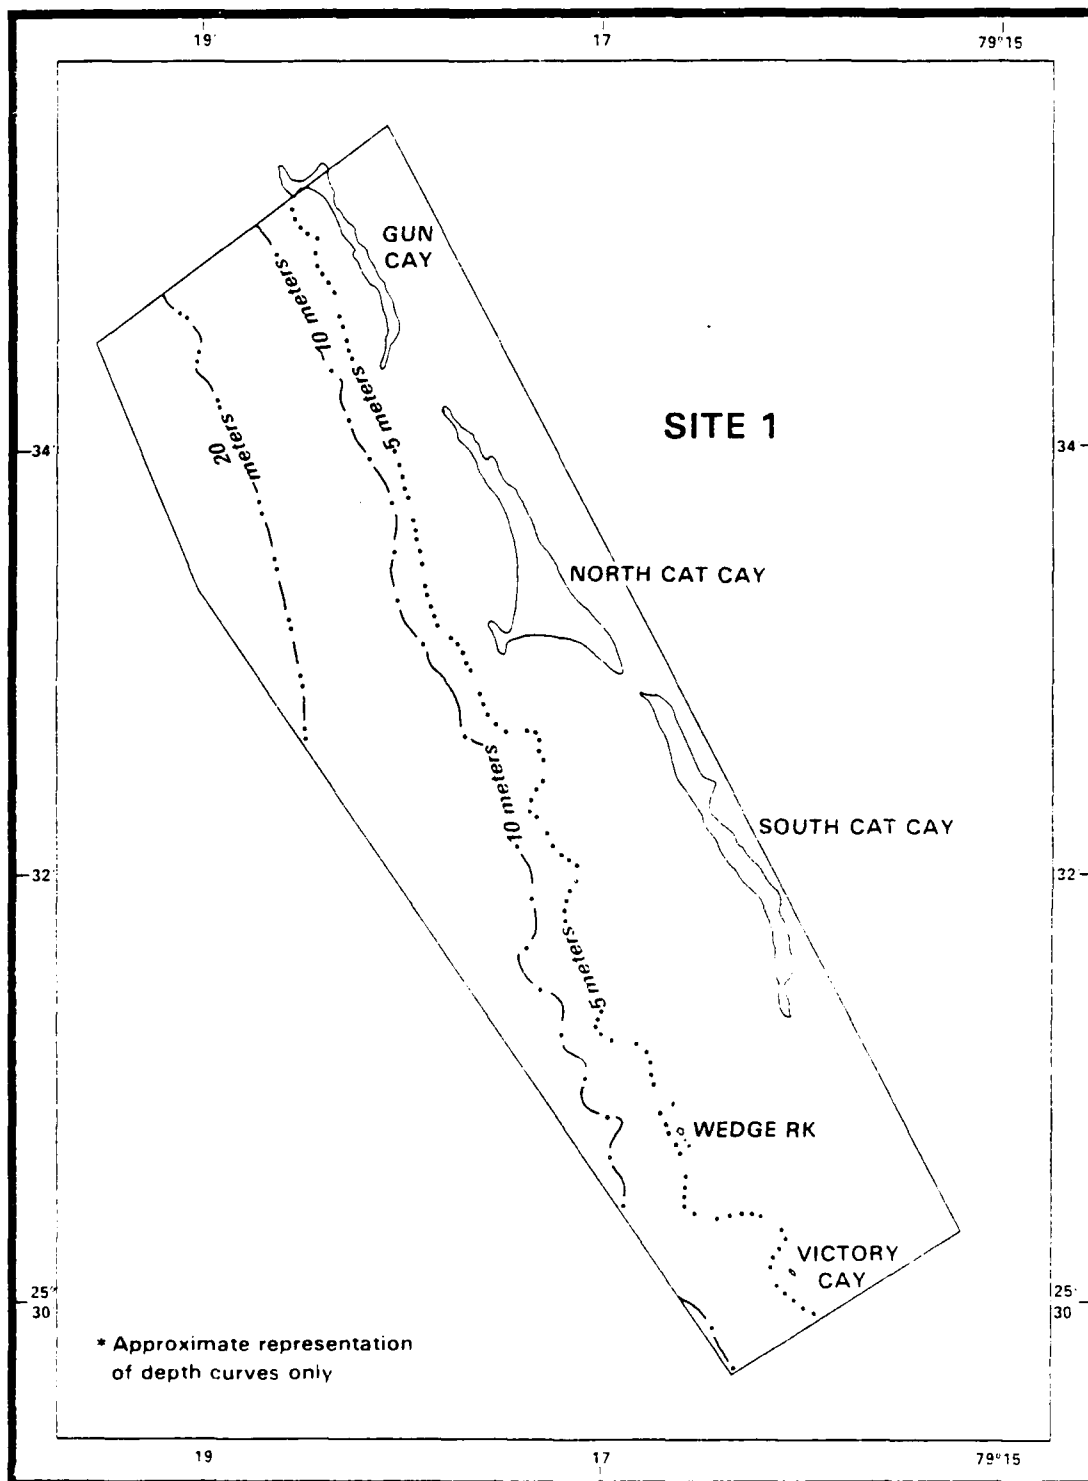 19′ 17 79°15
GUN
CAY
10 meters
5 meters
20
meters
SITE 1
34′ 34′
NORTH CAT CAY
10 meters
SOUTH CAT CAY
32′ 32′
5 meters
WEDGE RK
VICTORY
CAY
25° 25°
30 30
* Approximate representation
of depth curves only
19 17 79°15